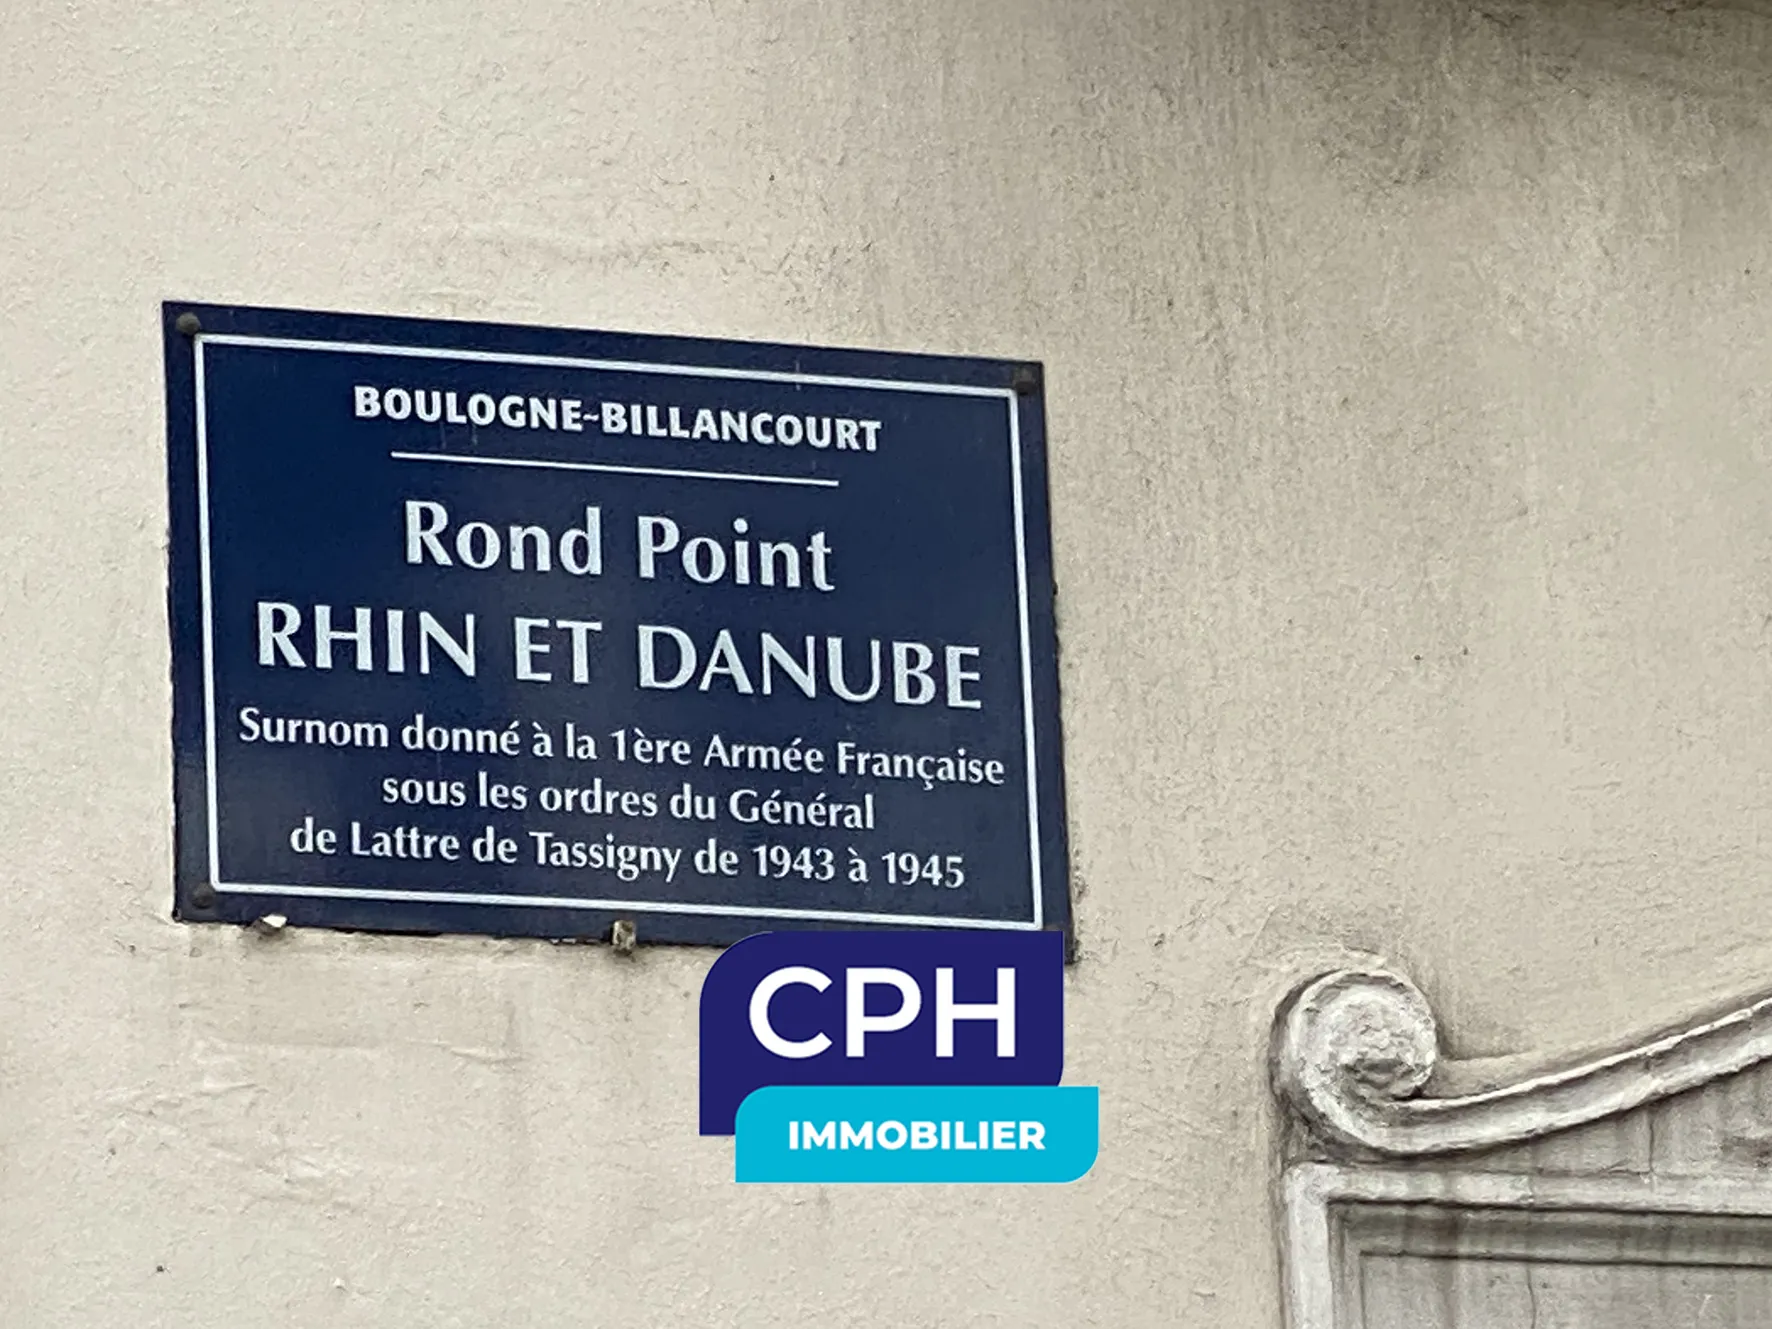 BOULOGNE-BILLANCOURT
Rond Point
RHIN ET DANUBE
Surnom donné à la 1ère Armée Française
sous les ordres du Général
de Lattre de Tassigny de 1943 à 1945
CPH
IMMOBILIER